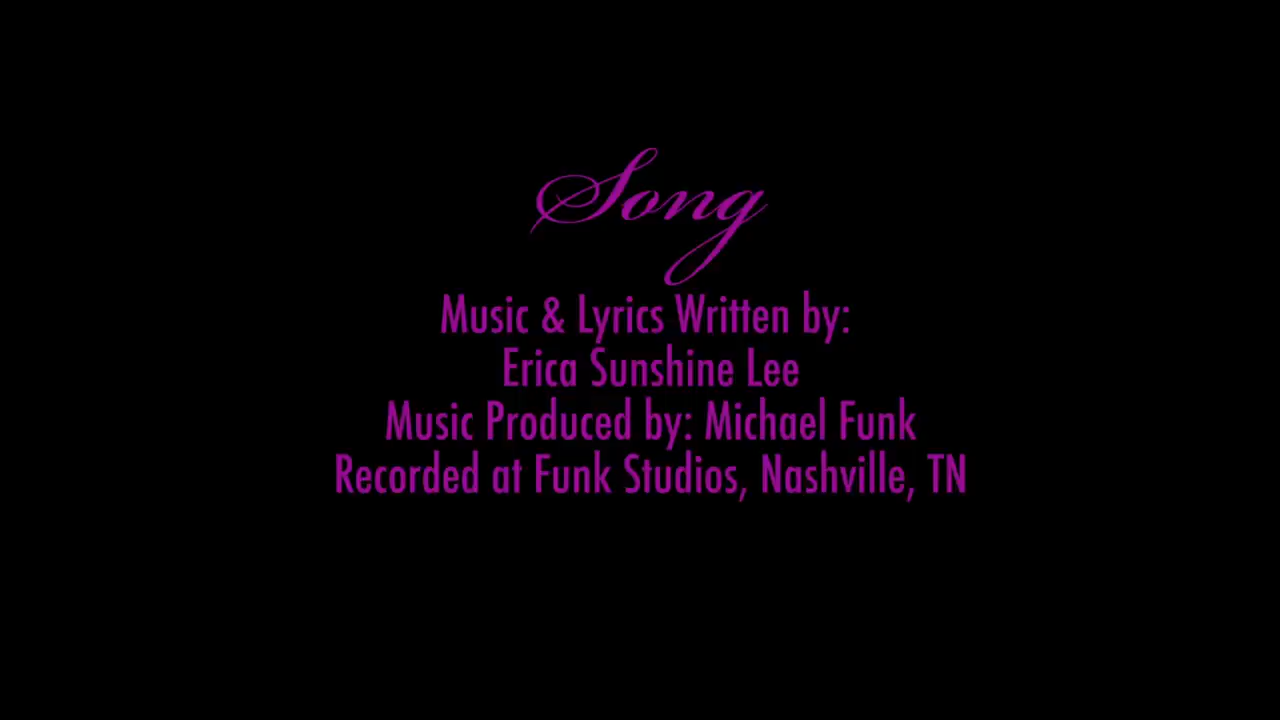 Song
Music & Lyrics Written by:
Erica Sunshine Lee
Music Produced by: Michael Funk
Recorded at Funk Studios, Nashville, TN